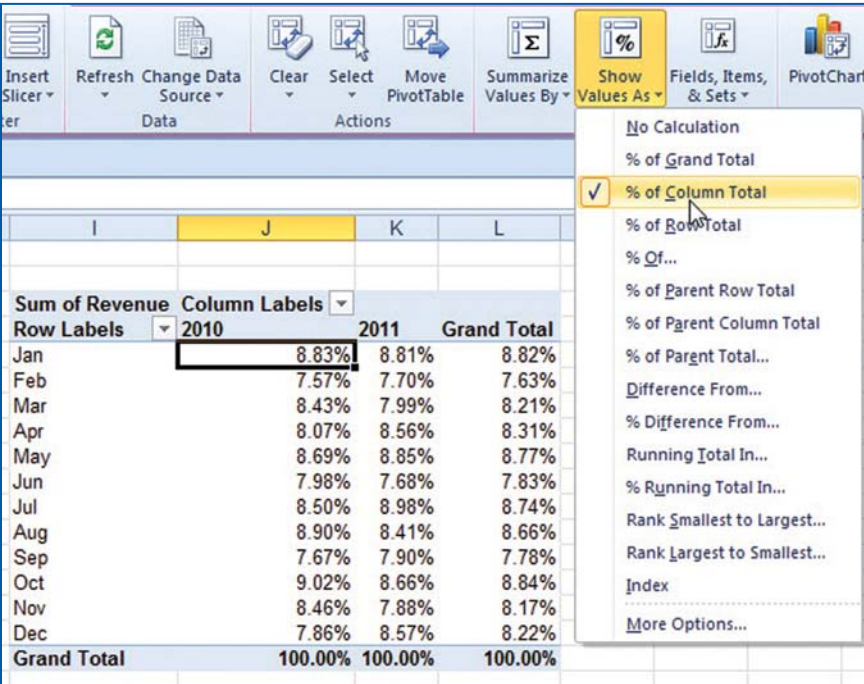 Insert Refresh Change Data Clear Select Move Summarize Show Fields, Items, PivotChart
Slicer Source PivotTable Values By Values As & Sets
ter Data Actions
No Calculation
% of Grand Total
% of Column Total
% of Row Total
% Of...
% of Parent Row Total
% of Parent Column Total
% of Parent Total...
Difference From...
% Difference From...
Running Total In...
% Running Total In...
Rank Smallest to Largest...
Rank Largest to Smallest...
Index
More Options...
I J K L
Sum of Revenue Column Labels
Row Labels 2010 2011 Grand Total
Jan 8.83% 8.81% 8.82%
Feb 7.57% 7.70% 7.63%
Mar 8.43% 7.99% 8.21%
Apr 8.07% 8.56% 8.31%
May 8.69% 8.85% 8.77%
Jun 7.98% 7.68% 7.83%
Jul 8.50% 8.98% 8.74%
Aug 8.90% 8.41% 8.66%
Sep 7.67% 7.90% 7.78%
Oct 9.02% 8.66% 8.84%
Nov 8.46% 7.88% 8.17%
Dec 7.86% 8.57% 8.22%
Grand Total 100.00% 100.00% 100.00%